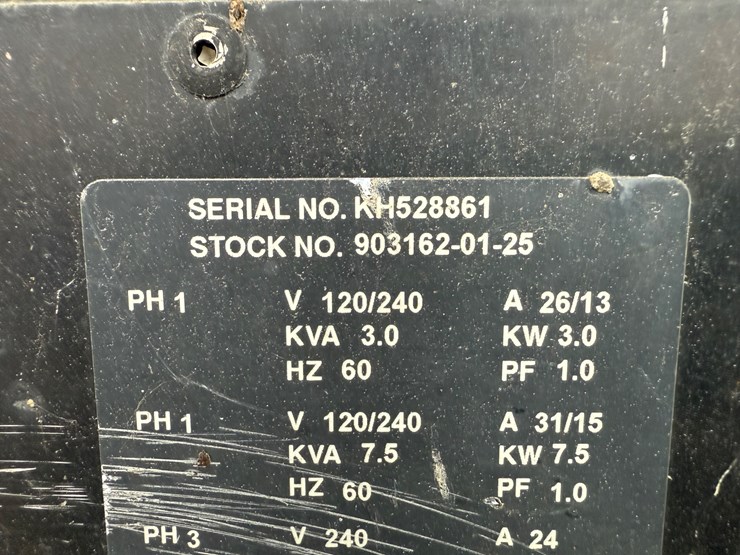 SERIAL NO. KH528861
STOCK NO. 903162-01-25
PH 1 V 120/240 A 26/13
KVA 3.0 KW 3.0
HZ 60 PF 1.0
PH 1 V 120/240 A 31/15
KVA 7.5 KW 7.5
HZ 60 PF 1.0
PH 3 V 240 A 24